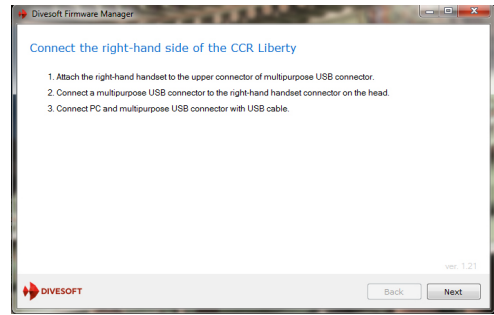 Divesoft Firmware Manager
Connect the right-hand side of the CCR Liberty
1. Attach the right-hand handset to the upper connector of multipurpose USB connector.
2. Connect a multipurpose USB connector to the right-hand handset connector on the head.
3. Connect PC and multipurpose USB connector with USB cable.
ver. 1.21
DIVESOFT
Back
Next